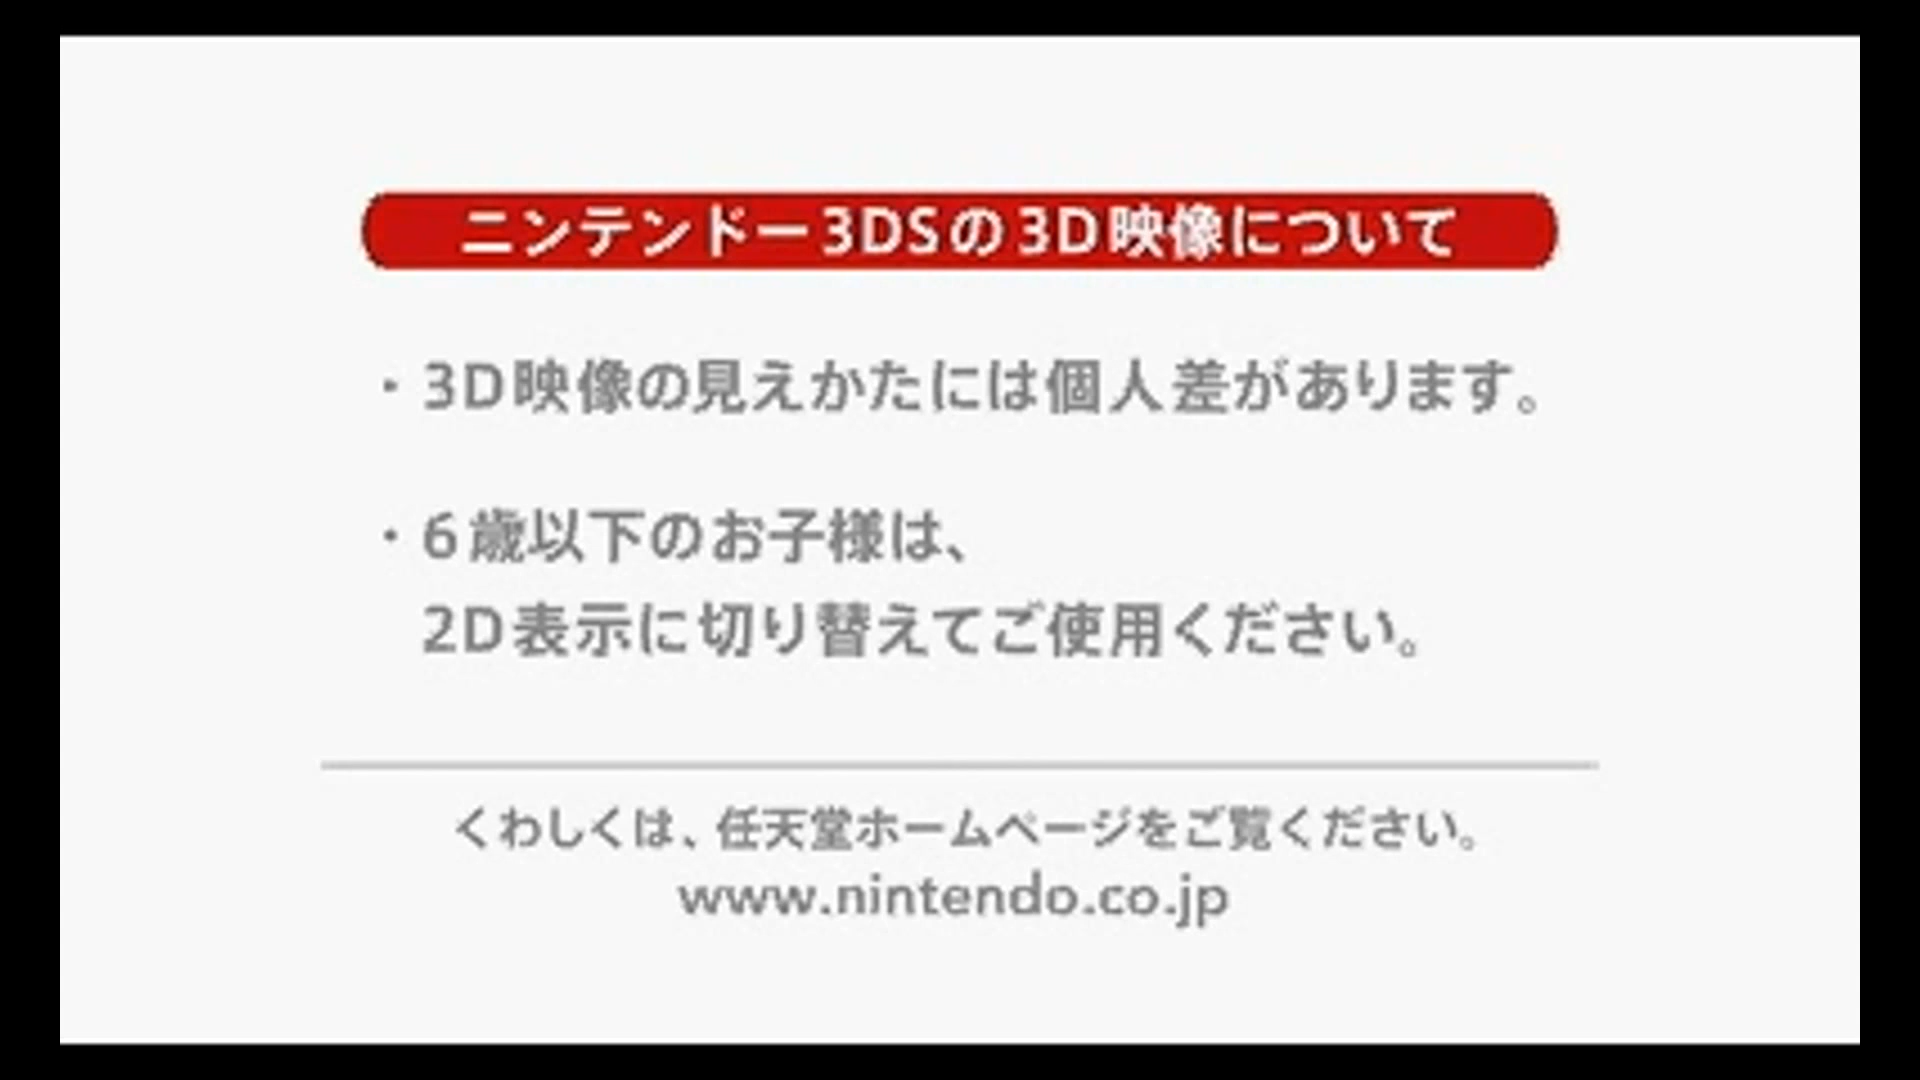 ニンテンドー3DSの3D映像について
・3D映像の見えかたには個人差があります。
・6歳以下のお子様は、
2D表示に切り替えてご使用ください。
くわしくは、任天堂ホームページをご覧ください。
www.nintendo.co.jp